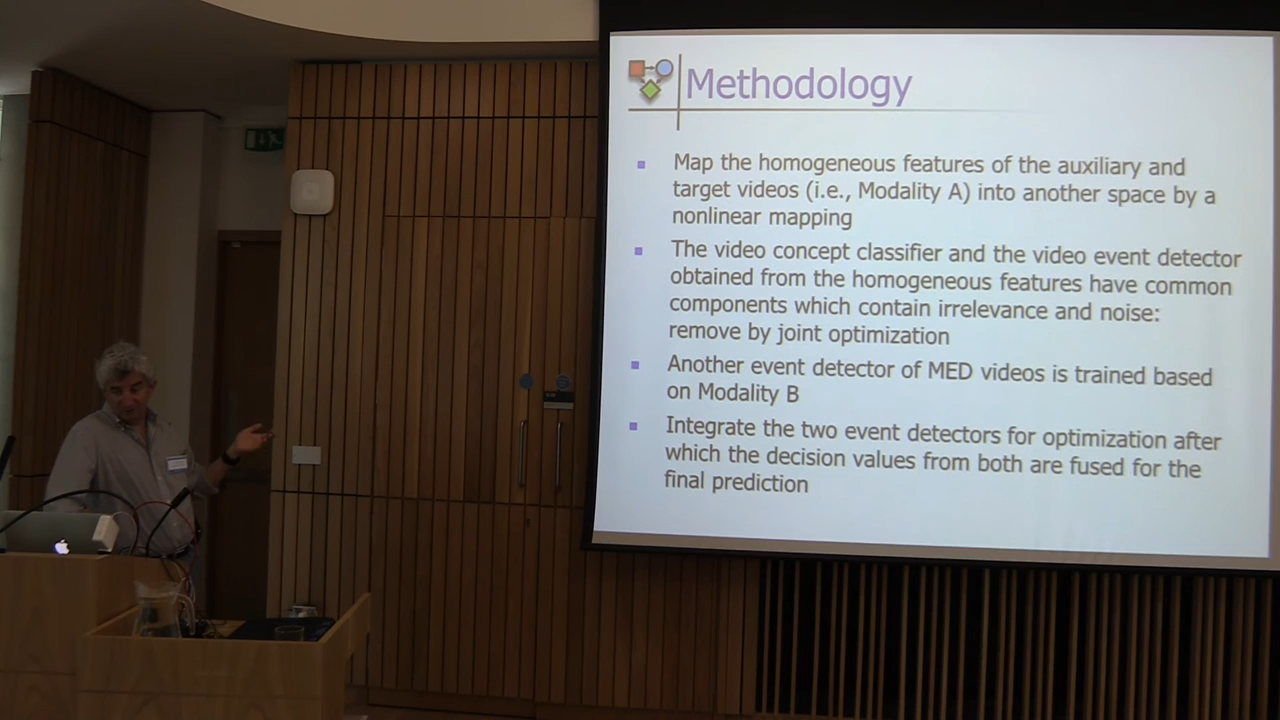 Methodology
Map the homogeneous features of the auxiliary and
target videos (i.e., Modality A) into another space by a
nonlinear mapping
The video concept classifier and the video event detector
obtained from the homogeneous features have common
components which contain irrelevance and noise:
remove by joint optimization
Another event detector of MED videos is trained based
on Modality B
Integrate the two event detectors for optimization after
which the decision values from both are fused for the
final prediction